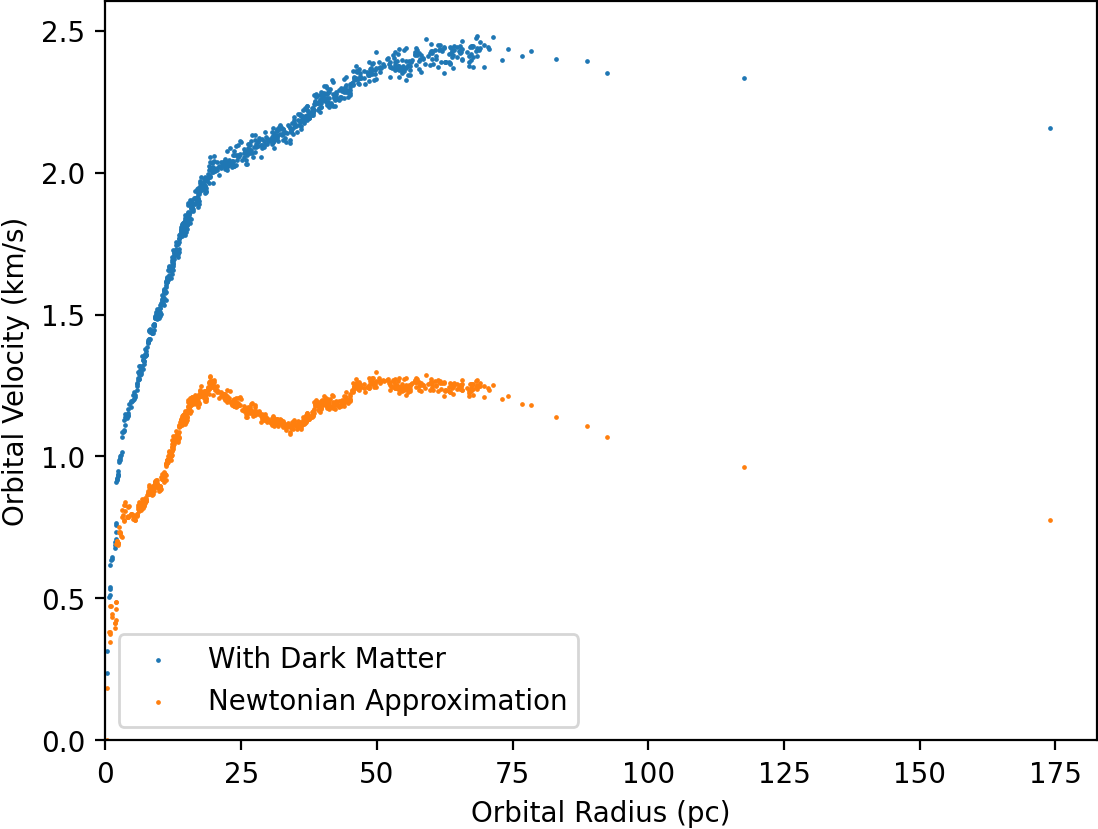 2.5
2.0
1.5
1.0
0.5
0.0
Orbital Velocity (km/s)
With Dark Matter
Newtonian Approximation
0 25 50 75 100 125 150 175
Orbital Radius (pc)